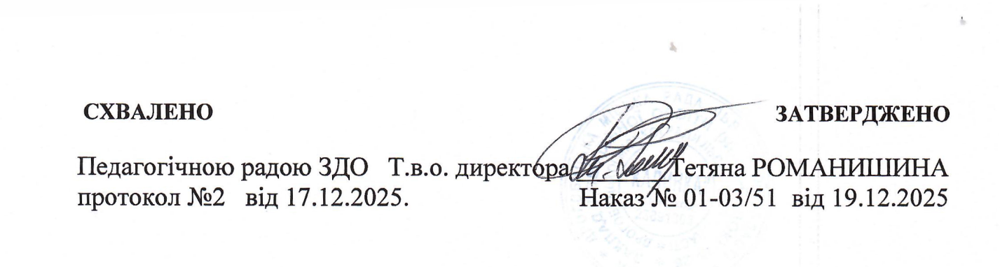 СХВАЛЕНО ЗАТВЕРДЖЕНО
Педагогічною радою ЗДО Т.в.о. директора Тетяна РОМАНИШИНА
протокол №2 від 17.12.2025. Наказ № 01-03/51 від 19.12.2025